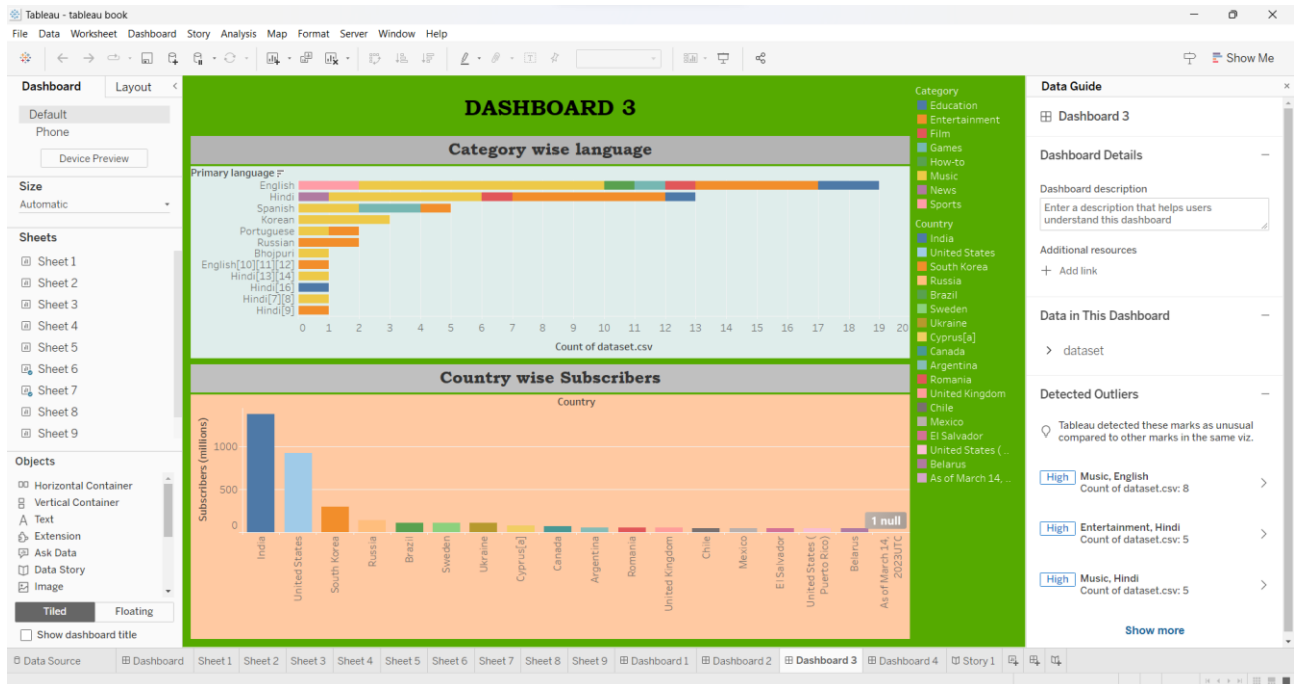 Tableau - tableau book
File Data Worksheet Dashboard Story Analysis Map Format Server Window Help
Show Me
Dashboard Layout
Default
Phone
Device Preview
Size
Automatic
Sheets
Sheet 1
Sheet 2
Sheet 3
Sheet 4
Sheet 5
Sheet 6
Sheet 7
Sheet 8
Sheet 9
Objects
Horizontal Container
Vertical Container
Text
Extension
Ask Data
Data Story
Image
Tiled Floating
Show dashboard title
DASHBOARD 3
Category wise language
Primary language
English
Hindi
Spanish
Korean
Portuguese
Russian
Bhojpuri
English[10][11][12]
Hindi[13][14]
Hindi[16]
Hindi[7][8]
Hindi[9]
0 1 2 3 4 5 6 7 8 9 10 11 12 13 14 15 16 17 18 19 20
Count of dataset.csv
Country wise Subscribers
Country
Subscribers (millions)
1000
500
0
1 null
India
United States
South Korea
Russia
Brazil
Sweden
Ukraine
Cyprus[a]
Canada
Argentina
Romania
United Kingdom
Chile
Mexico
El Salvador
United States (
Puerto Rico)
Belarus
As of March 14,
2023UTC
Category
Education
Entertainment
Film
Games
How-to
Music
News
Sports
Country
India
United States
South Korea
Russia
Brazil
Sweden
Ukraine
Cyprus[a]
Canada
Argentina
Romania
United Kingdom
Chile
Mexico
El Salvador
United States (..
Belarus
As of March 14, ..
Data Guide
Dashboard 3
Dashboard Details
Dashboard description
Enter a description that helps users
understand this dashboard
Additional resources
Add link
Data in This Dashboard
dataset
Detected Outliers
Tableau detected these marks as unusual
compared to other marks in the same viz.
High Music, English
Count of dataset.csv: 8
High Entertainment, Hindi
Count of dataset.csv: 5
High Music, Hindi
Count of dataset.csv: 5
Show more
Data Source Dashboard Sheet 1 Sheet 2 Sheet 3 Sheet 4 Sheet 5 Sheet 6 Sheet 7 Sheet 8 Sheet 9 Dashboard 1 Dashboard 2 Dashboard 3 Dashboard 4 Story 1